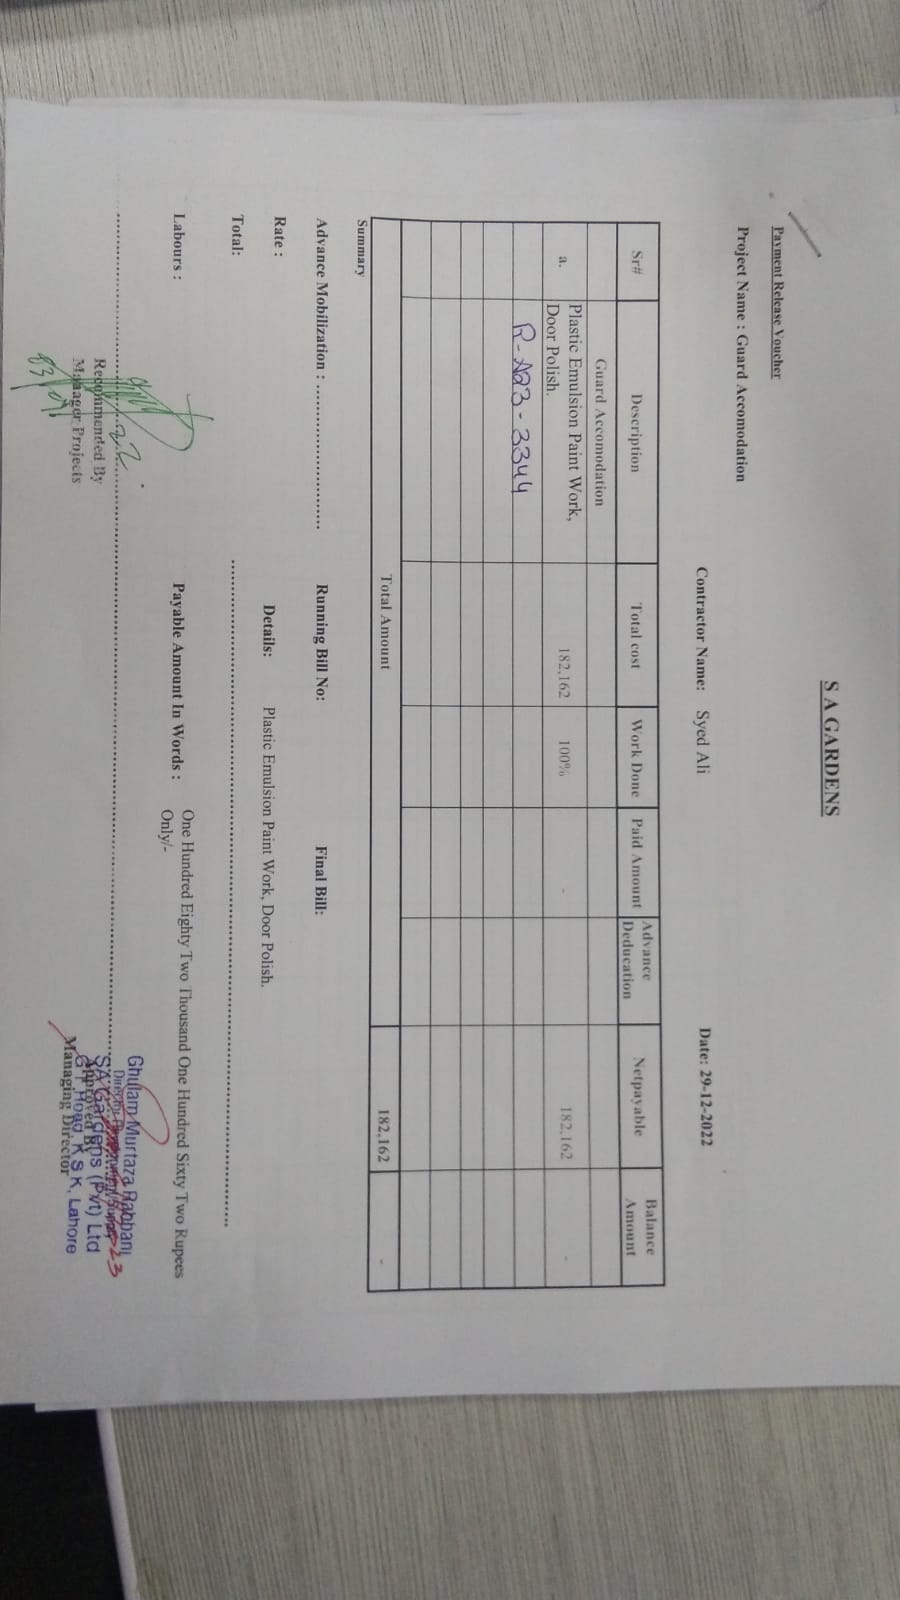 S A GARDENS
Payment Release Voucher
Project Name : Guard Accomodation
Contractor Name: Syed Ali
Date: 29-12-2022
Sr# Description Total cost Work Done Paid Amount Advance Deducation Netpayable Balance Amount
Guard Accomodation
a. Plastic Emulsion Paint Work, Door Polish. 182,162 100% - 182,162 -
R-A23-3344
Total Amount 182,162 -
Summary
Advance Mobilization : Running Bill No: Final Bill:
Rate : Details: Plastic Emulsion Paint Work, Door Polish.
Total:
Labours : Payable Amount In Words : One Hundred Eighty Two Thousand One Hundred Sixty Two Rupees
Only/-
Recommended By
Manager Projects
Ghulam Murtaza Rabbani
SA Gardens (Pvt) Ltd
Approved By
G T Road K S K, Lahore
Managing Director